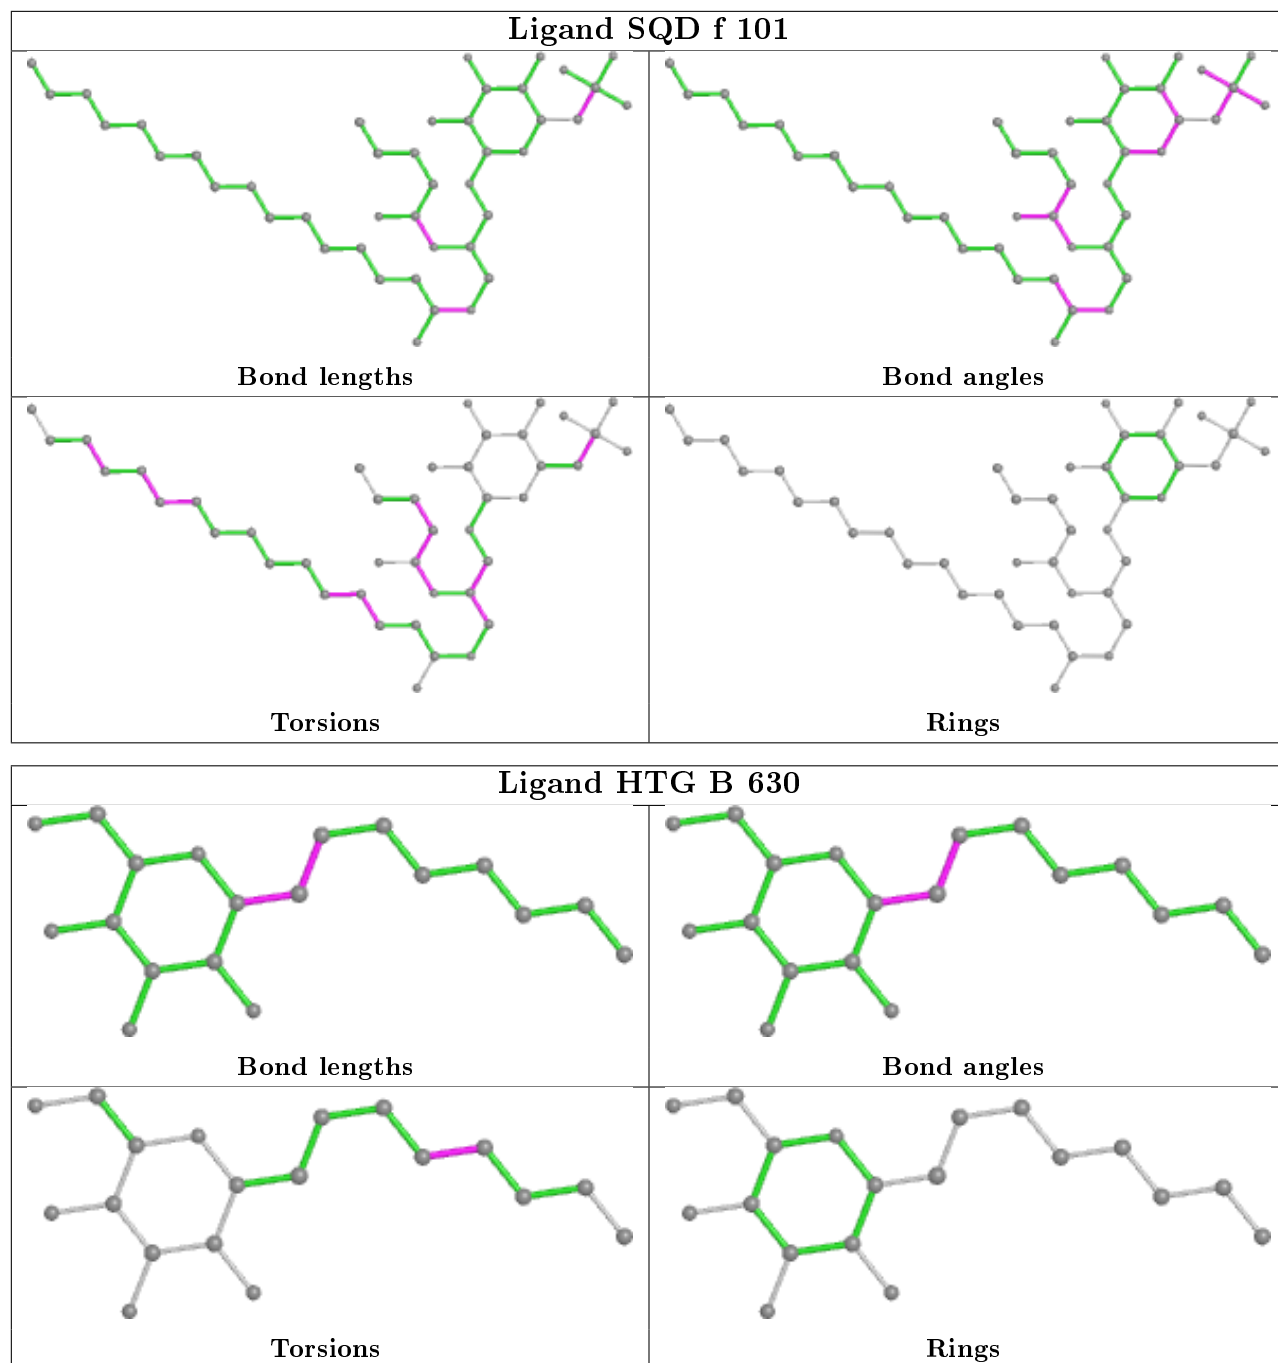 Ligand SQD f 101
Bond lengths
Bond angles
Torsions
Rings
Ligand HTG B 630
Bond lengths
Bond angles
Torsions
Rings